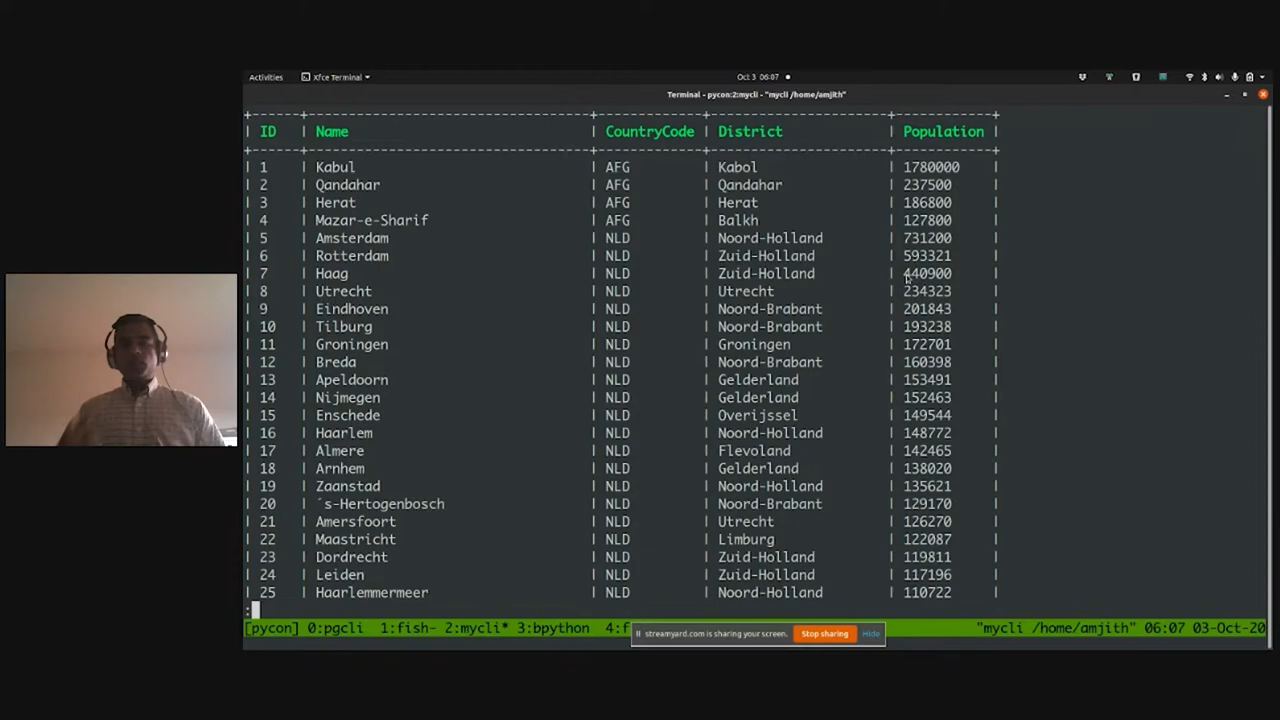 Activities Xfce Terminal Oct 3 06:07
Terminal - pycon:2:mycli - "mycli /home/amjith"
| ID | Name | CountryCode | District | Population |
| 1 | Kabul | AFG | Kabol | 1780000 |
| 2 | Qandahar | AFG | Qandahar | 237500 |
| 3 | Herat | AFG | Herat | 186800 |
| 4 | Mazar-e-Sharif | AFG | Balkh | 127800 |
| 5 | Amsterdam | NLD | Noord-Holland | 731200 |
| 6 | Rotterdam | NLD | Zuid-Holland | 593321 |
| 7 | Haag | NLD | Zuid-Holland | 440900 |
| 8 | Utrecht | NLD | Utrecht | 234323 |
| 9 | Eindhoven | NLD | Noord-Brabant | 201843 |
| 10 | Tilburg | NLD | Noord-Brabant | 193238 |
| 11 | Groningen | NLD | Groningen | 172701 |
| 12 | Breda | NLD | Noord-Brabant | 160398 |
| 13 | Apeldoorn | NLD | Gelderland | 153491 |
| 14 | Nijmegen | NLD | Gelderland | 152463 |
| 15 | Enschede | NLD | Overijssel | 149544 |
| 16 | Haarlem | NLD | Noord-Holland | 148772 |
| 17 | Almere | NLD | Flevoland | 142465 |
| 18 | Arnhem | NLD | Gelderland | 138020 |
| 19 | Zaanstad | NLD | Noord-Holland | 135621 |
| 20 | ´s-Hertogenbosch | NLD | Noord-Brabant | 129170 |
| 21 | Amersfoort | NLD | Utrecht | 126270 |
| 22 | Maastricht | NLD | Limburg | 122087 |
| 23 | Dordrecht | NLD | Zuid-Holland | 119811 |
| 24 | Leiden | NLD | Zuid-Holland | 117196 |
| 25 | Haarlemmermeer | NLD | Noord-Holland | 110722 |
:
[pycon] 0:pgcli 1:fish- 2:mycli* 3:bpython 4:f "mycli /home/amjith" 06:07 03-Oct-20
streamyard.com is sharing your screen. Stop sharing Hide